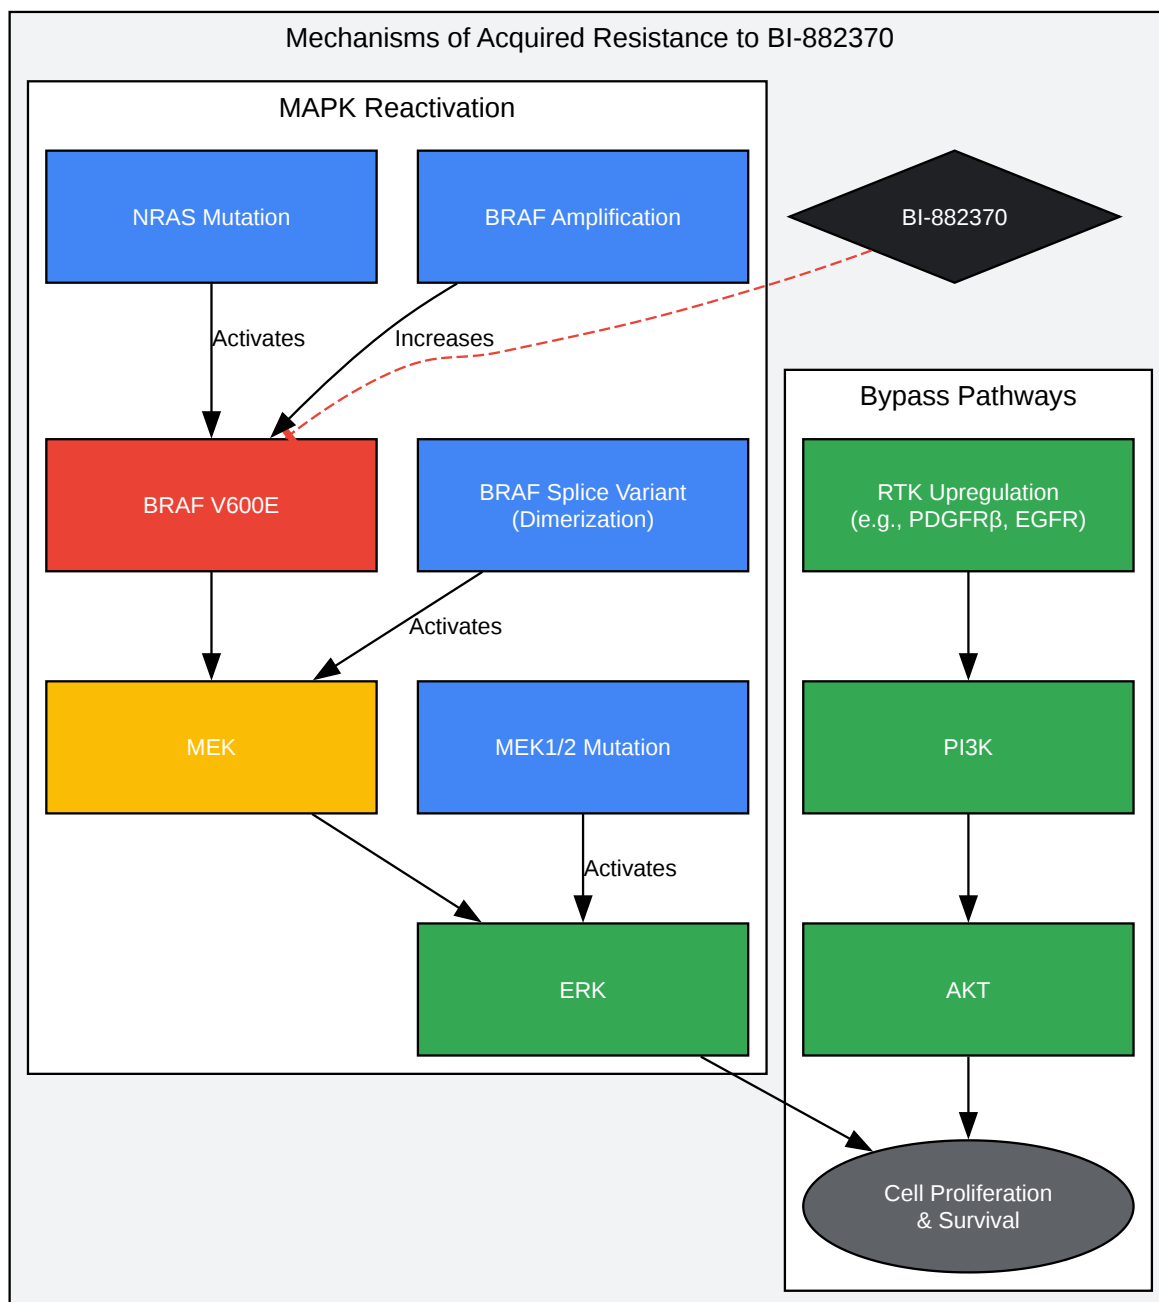 Mechanisms of Acquired Resistance to BI-882370
MAPK Reactivation
NRAS Mutation
BRAF Amplification
BI-882370
Activates
Increases
Bypass Pathways
BRAF V600E
BRAF Splice Variant
(Dimerization)
RTK Upregulation
(e.g., PDGFRβ, EGFR)
Activates
MEK
MEK1/2 Mutation
PI3K
Activates
ERK
AKT
Cell Proliferation
& Survival